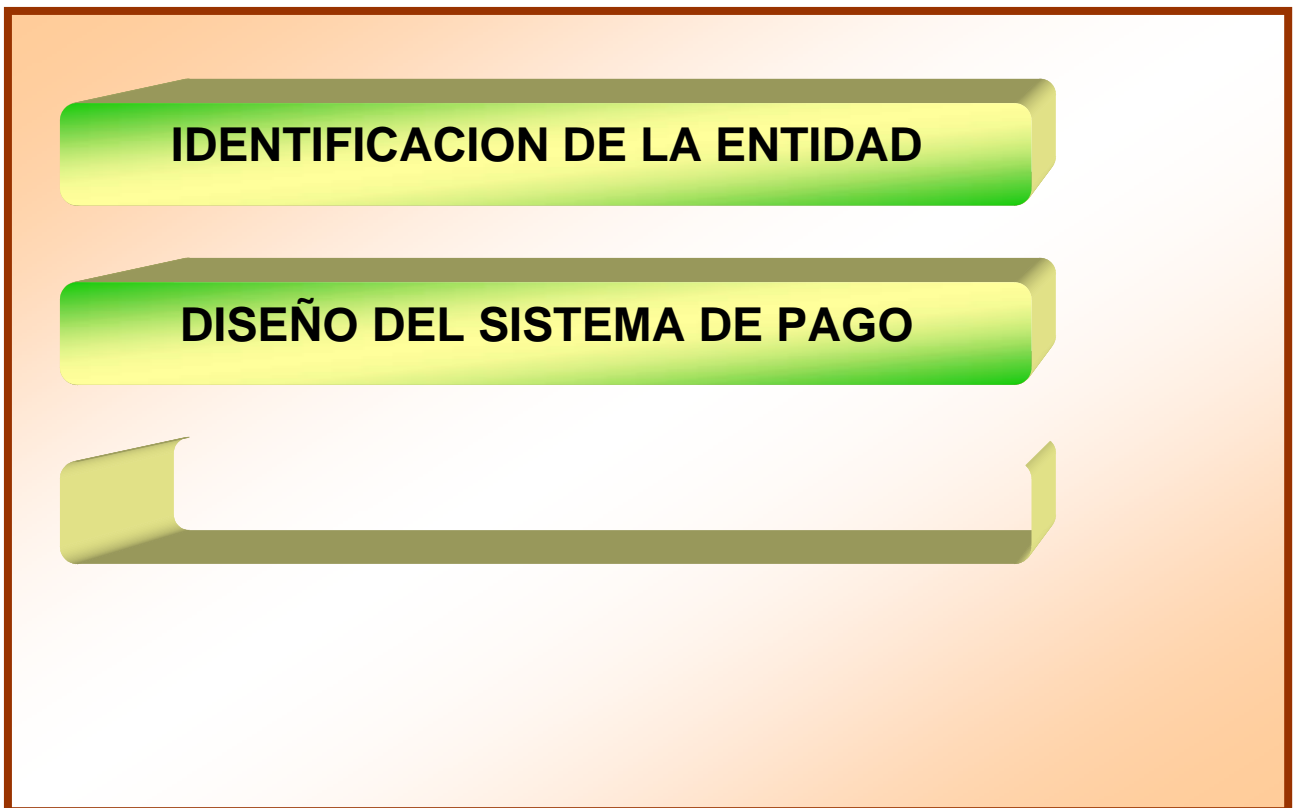 IDENTIFICACION DE LA ENTIDAD
DISEÑO DEL SISTEMA DE PAGO